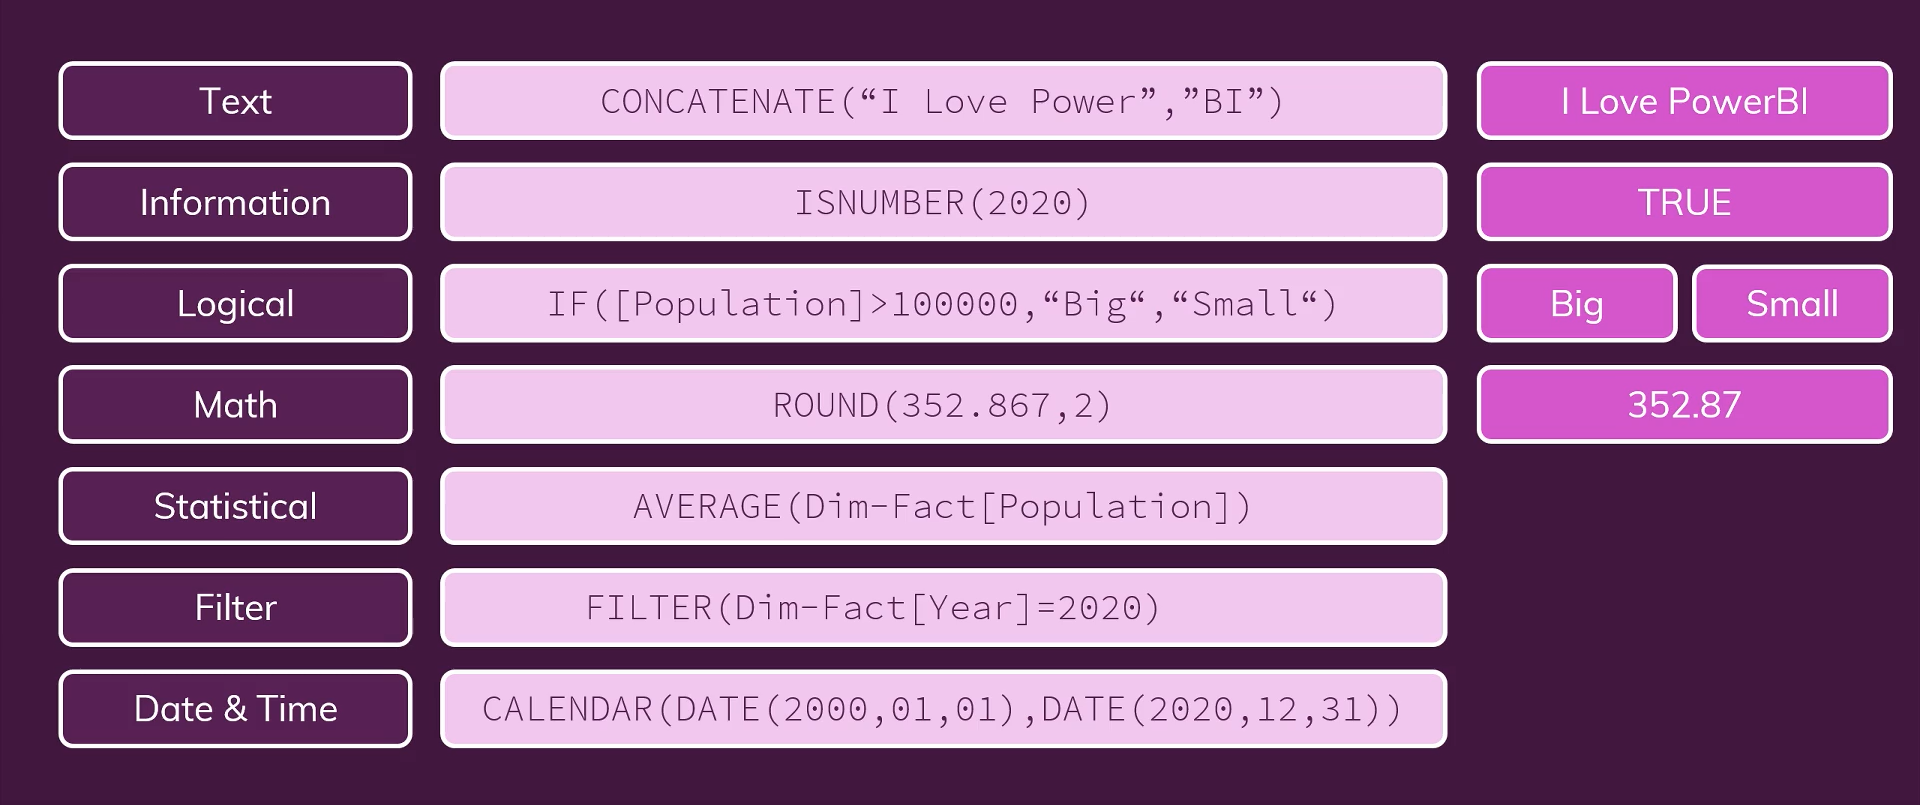 Text
CONCATENATE(“I Love Power”,”BI”)
I Love PowerBI
Information
ISNUMBER(2020)
TRUE
Logical
IF([Population]>100000,“Big“,“Small“)
Big
Small
Math
ROUND(352.867,2)
352.87
Statistical
AVERAGE(Dim-Fact[Population])
Filter
FILTER(Dim-Fact[Year]=2020)
Date & Time
CALENDAR(DATE(2000,01,01),DATE(2020,12,31))